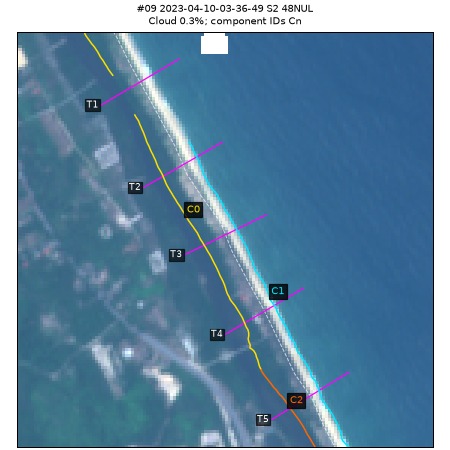 #09 2023-04-10-03-36-49 S2 48NUL
Cloud 0.3%; component IDs Cn
T1
T2
C0
T3
C1
T4
C2
T5